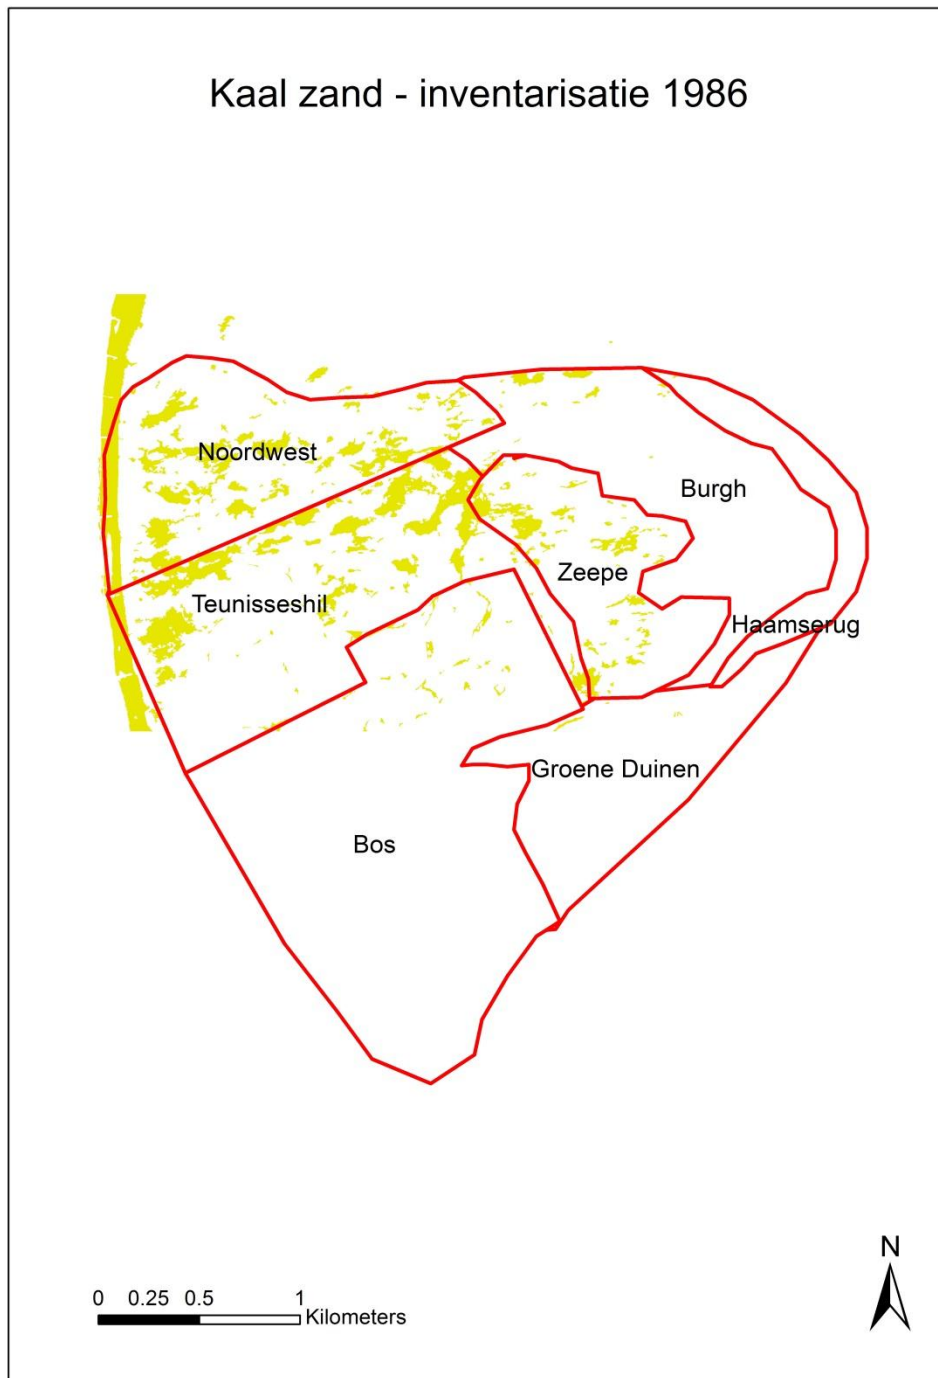 Kaal zand - inventarisatie 1986
Noordwest
Burgh
Zeepe
Teunisseshil
Haamserug
Groene Duinen
Bos
N
0 0.25 0.5 1
Kilometers